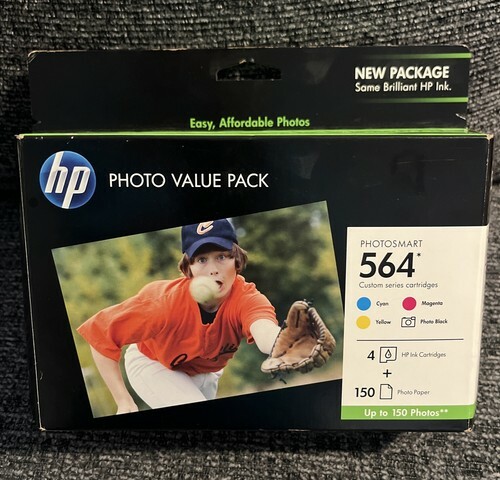 NEW PACKAGE
Same Brilliant HP Ink.
Easy, Affordable Photos
hp PHOTO VALUE PACK
C
PHOTOSMART
564*
Custom series cartridges
Cyan Magenta
Yellow Photo Black
4 HP Ink Cartridges
+
150 Photo Paper
Up to 150 Photos**